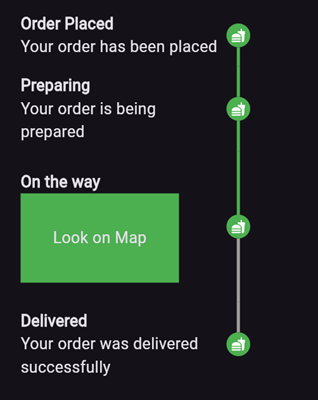 Order Placed
Your order has been placed
Preparing
Your order is being
prepared
On the way
Look on Map
Delivered
Your order was delivered
successfully